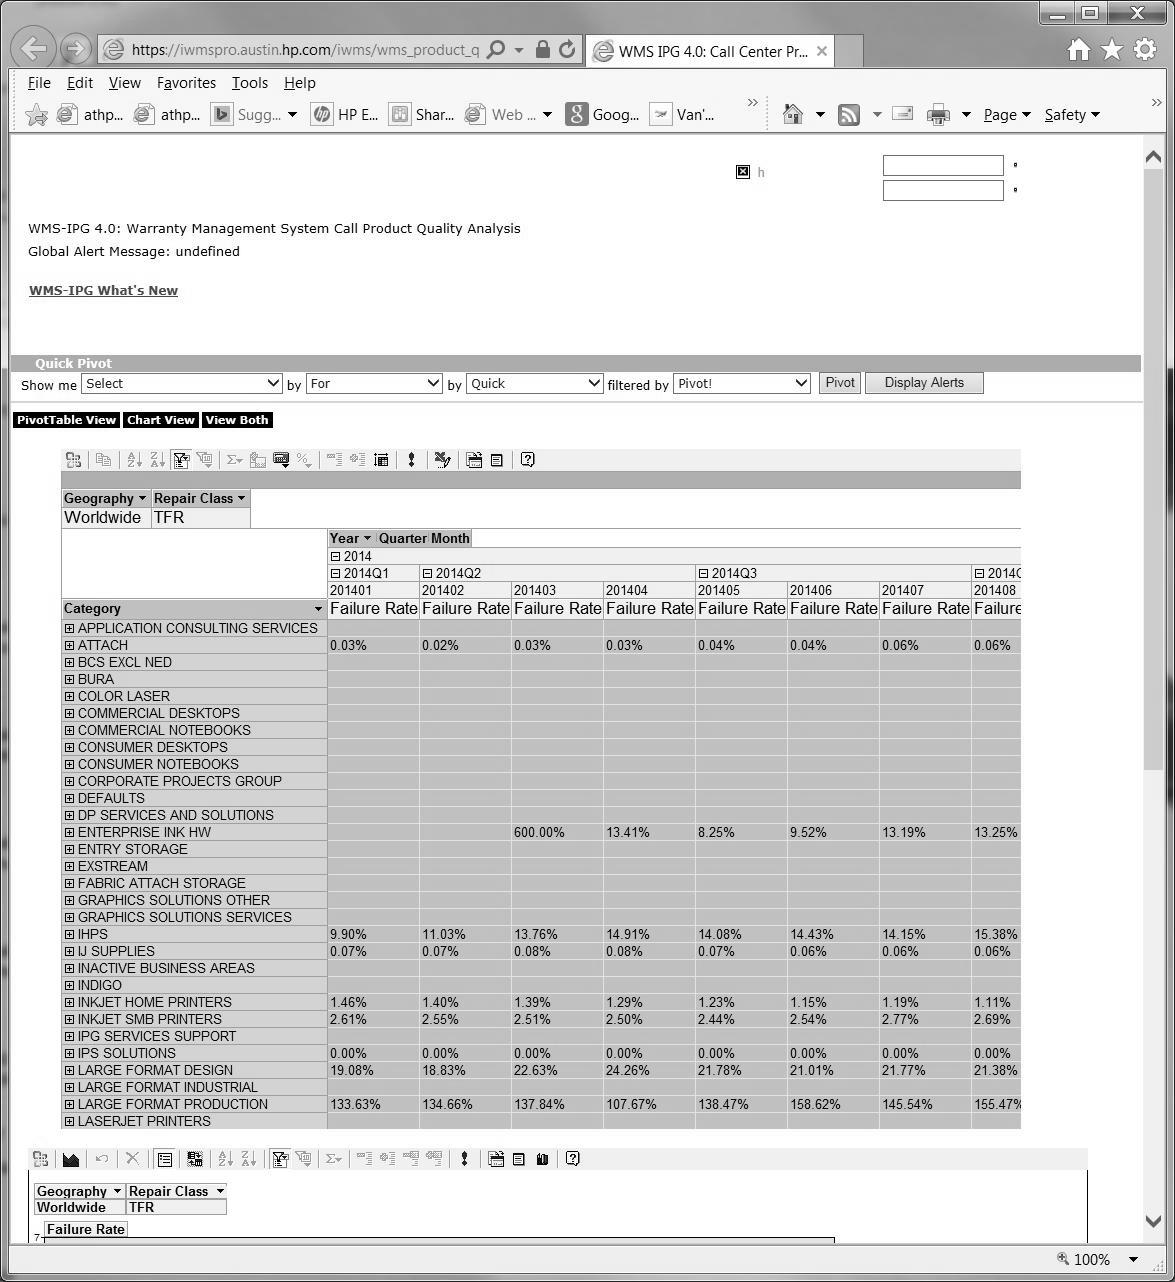 https://iwmspro.austin.hp.com/iwms/wms_product_q
WMS IPG 4.0: Call Center Pr...
File Edit View Favorites Tools Help
athp... athp... Sugg... HP E... Shar... Web ... Goog... Van'... Page Safety
h
WMS-IPG 4.0: Warranty Management System Call Product Quality Analysis
Global Alert Message: undefined
WMS-IPG What's New
Quick Pivot
Show me Select by For by Quick filtered by Pivot! Pivot Display Alerts
PivotTable View Chart View View Both
Geography Repair Class
Worldwide TFR
Year Quarter Month
2014
2014Q1 2014Q2 2014Q3 2014Q
201401 201402 201403 201404 201405 201406 201407 201408
Category Failure Rate Failure Rate Failure Rate Failure Rate Failure Rate Failure Rate Failure Rate Failure
APPLICATION CONSULTING SERVICES
ATTACH 0.03% 0.02% 0.03% 0.03% 0.04% 0.04% 0.06% 0.06%
BCS EXCL NED
BURA
COLOR LASER
COMMERCIAL DESKTOPS
COMMERCIAL NOTEBOOKS
CONSUMER DESKTOPS
CONSUMER NOTEBOOKS
CORPORATE PROJECTS GROUP
DEFAULTS
DP SERVICES AND SOLUTIONS
ENTERPRISE INK HW 600.00% 13.41% 8.25% 9.52% 13.19% 13.25%
ENTRY STORAGE
EXSTREAM
FABRIC ATTACH STORAGE
GRAPHICS SOLUTIONS OTHER
GRAPHICS SOLUTIONS SERVICES
IHPS 9.90% 11.03% 13.76% 14.91% 14.08% 14.43% 14.15% 15.38%
IJ SUPPLIES 0.07% 0.07% 0.08% 0.08% 0.07% 0.06% 0.06% 0.06%
INACTIVE BUSINESS AREAS
INDIGO
INKJET HOME PRINTERS 1.46% 1.40% 1.39% 1.29% 1.23% 1.15% 1.19% 1.11%
INKJET SMB PRINTERS 2.61% 2.55% 2.51% 2.50% 2.44% 2.54% 2.77% 2.69%
IPG SERVICES SUPPORT
IPS SOLUTIONS 0.00% 0.00% 0.00% 0.00% 0.00% 0.00% 0.00% 0.00%
LARGE FORMAT DESIGN 19.08% 18.83% 22.63% 24.26% 21.78% 21.01% 21.77% 21.38%
LARGE FORMAT INDUSTRIAL
LARGE FORMAT PRODUCTION 133.63% 134.66% 137.84% 107.67% 138.47% 158.62% 145.54% 155.47%
LASERJET PRINTERS
Geography Repair Class
Worldwide TFR
Failure Rate
7
100%